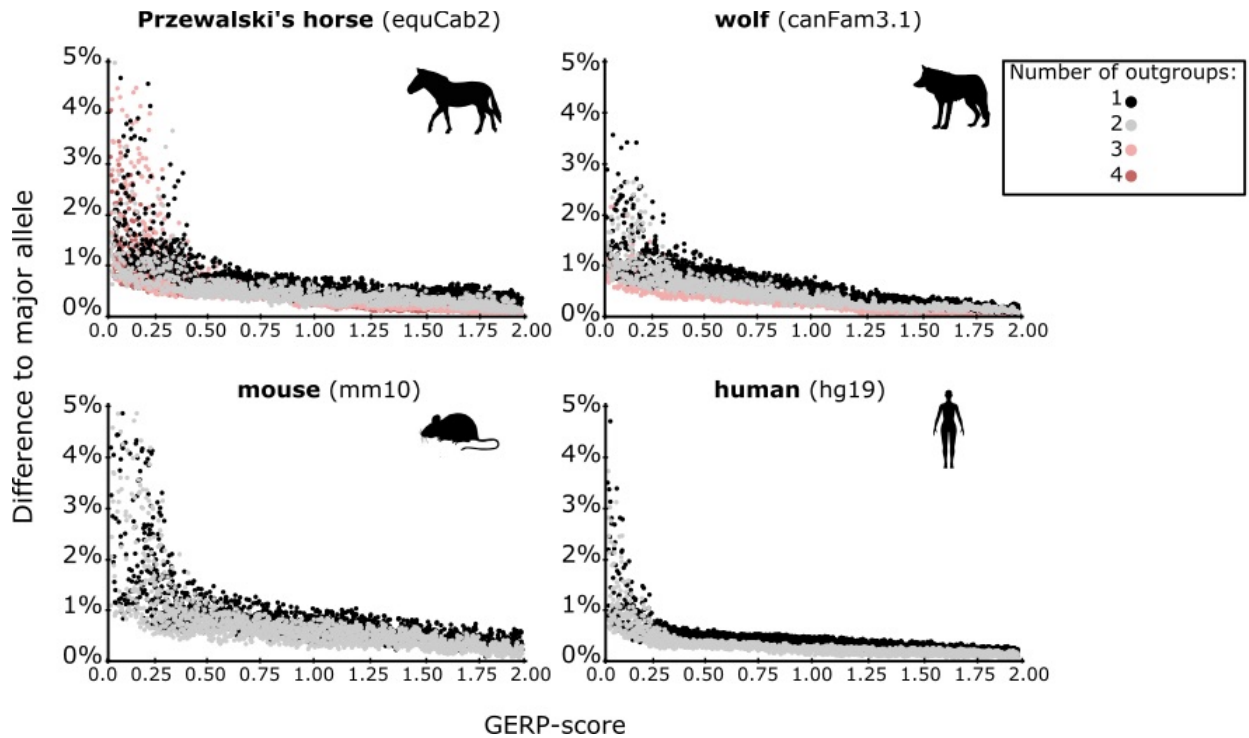 Przewalski's horse (equCab2)
wolf (canFam3.1)
Number of outgroups:
1
2
3
4
Difference to major allele
5%
4%
3%
2%
1%
0%
0.0 0.25 0.50 0.75 1.00 1.25 1.50 1.75 2.00
5%
4%
3%
2%
1%
0%
0.0 0.25 0.50 0.75 1.00 1.25 1.50 1.75 2.00
mouse (mm10)
human (hg19)
5%
4%
3%
2%
1%
0%
0.0 0.25 0.50 0.75 1.00 1.25 1.50 1.75 2.00
5%
4%
3%
2%
1%
0%
0.0 0.25 0.50 0.75 1.00 1.25 1.50 1.75 2.00
GERP-score